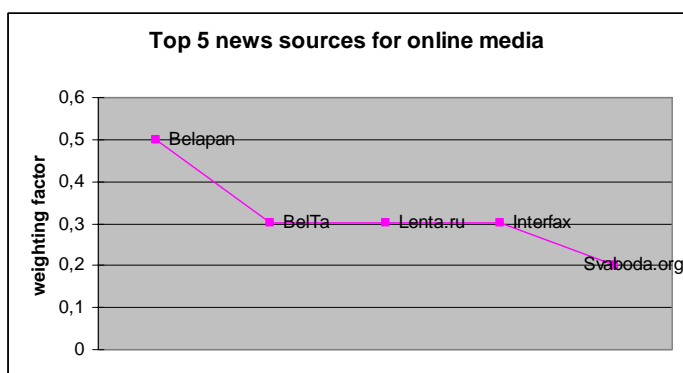 Top 5 news sources for online media
0,6
0,5
0,4
0,3
0,2
0,1
0
weighting factor
Belapan
BelTa
Lenta.ru
Interfax
Svaboda.org